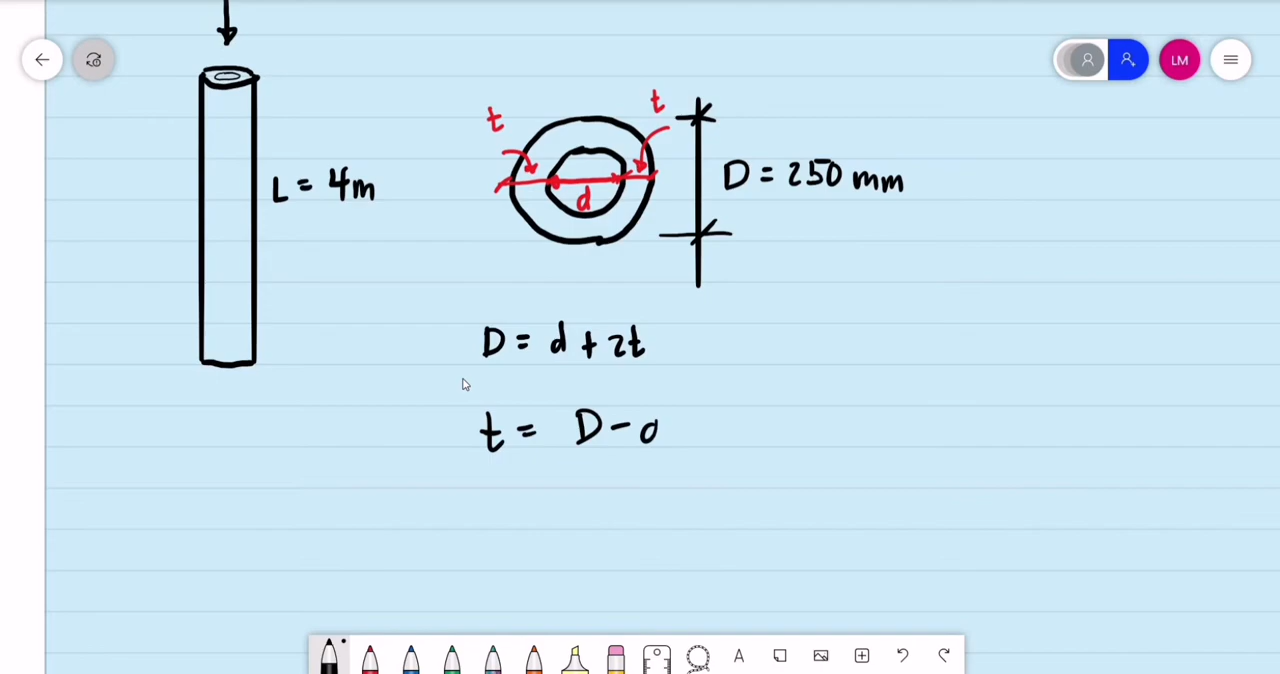 LM
t t
L = 4m
D = 250 mm
d
D = d + 2t
t = D - d
A